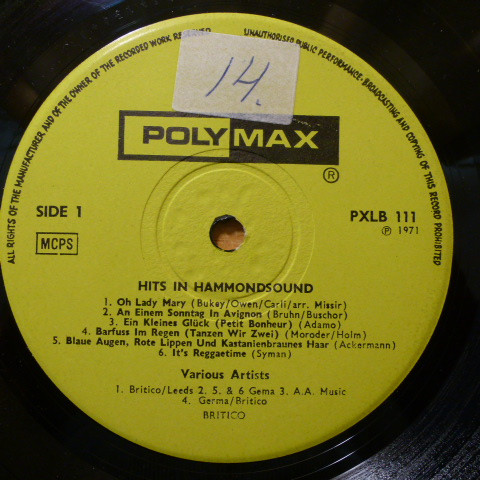 ALL RIGHTS OF THE MANUFACTURER AND OF THE OWNER OF THE RECORDED WORK RESERVED
UNAUTHORISED PUBLIC PERFORMANCE, BROADCASTING AND COPYING OF THIS RECORD PROHIBITED
14.
POLYMAX
®
SIDE 1
PXLB 111
MCPS
℗ 1971
HITS IN HAMMONDSOUND
1. Oh Lady Mary (Bukey/Owen/Carli/arr. Missir)
2. An Einem Sonntag In Avignon (Bruhn/Buschor)
3. Ein Kleines Glück (Petit Bonheur) (Adamo)
4. Barfuss Im Regen (Tanzen Wir Zwei) (Moroder/Holm)
5. Blaue Augen, Rote Lippen Und Kastanienbraunes Haar (Ackermann)
6. It's Reggaetime (Syman)
Various Artists
1. Britico/Leeds 2. 5. & 6 Gema 3. A.A. Music
4. Germa/Britico
BRITICO